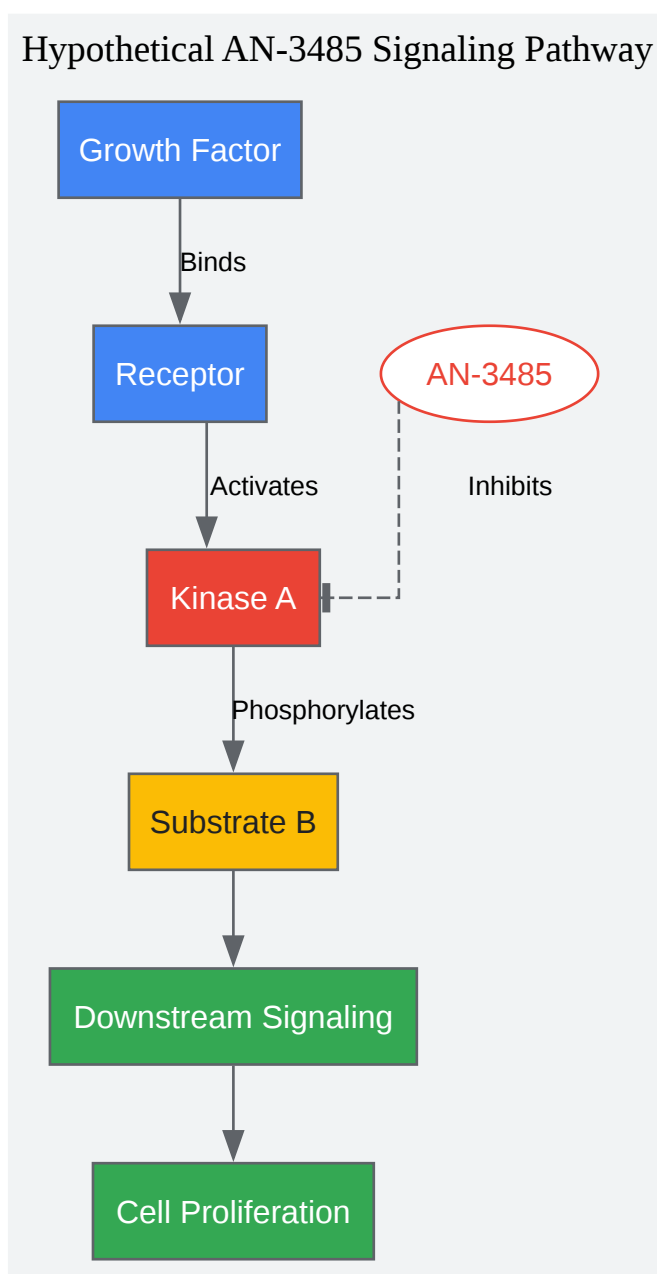 Hypothetical AN-3485 Signaling Pathway
Growth Factor
Binds
Receptor
AN-3485
Activates
Inhibits
Kinase A
Phosphorylates
Substrate B
Downstream Signaling
Cell Proliferation